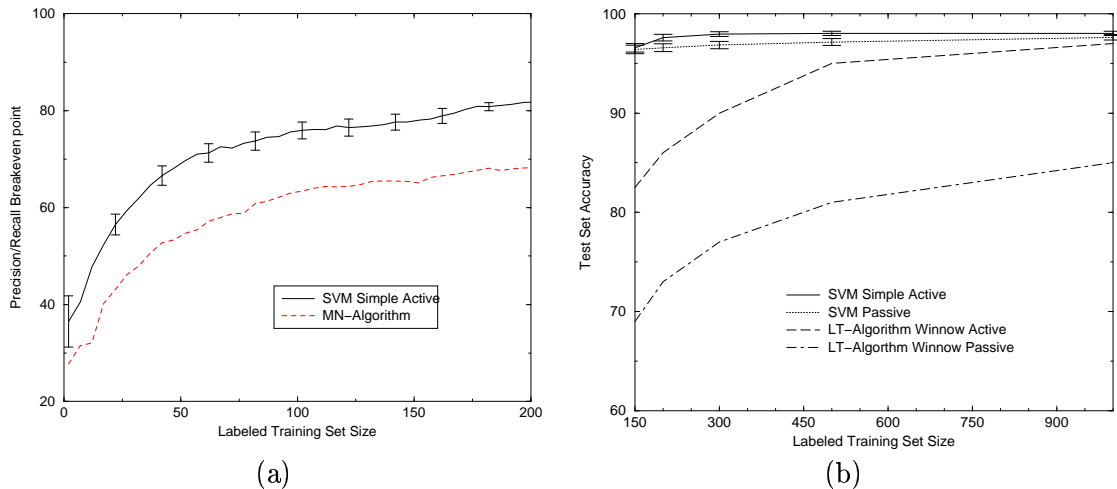 100
80
60
40
20
0
50
100
150
200
Precision/Recall Breakeven point
Labeled Training Set Size
SVM Simple Active
MN−Algorithm
(a)
100
90
80
70
60
150
300
450
600
750
900
Test Set Accuracy
Labeled Training Set Size
SVM Simple Active
SVM Passive
LT−Algorithm Winnow Active
LT−Algorthm Winnow Passive
(b)